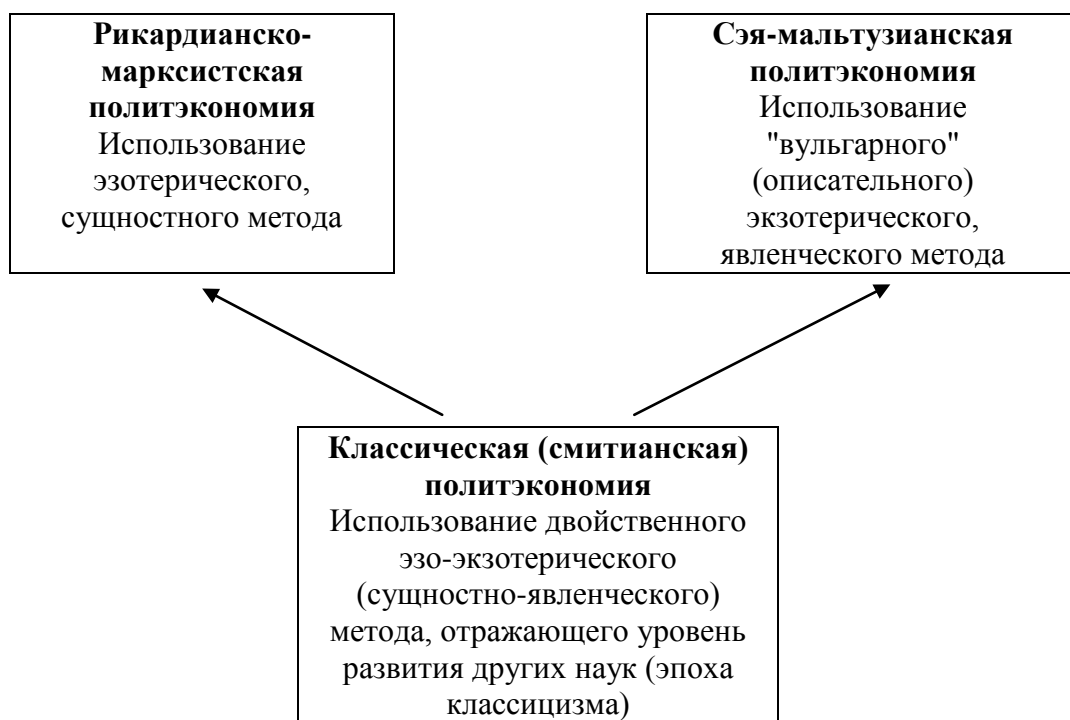 Рикардианско-
марксистская
политэкономия
Использование
эзотерического,
сущностного метода
Сэя-мальтузианская
политэкономия
Использование
"вульгарного"
(описательного)
экзотерического,
явленческого метода
Классическая (смитианская)
политэкономия
Использование двойственного
эзо-экзотерического
(сущностно-явленческого)
метода, отражающего уровень
развития других наук (эпоха
классицизма)